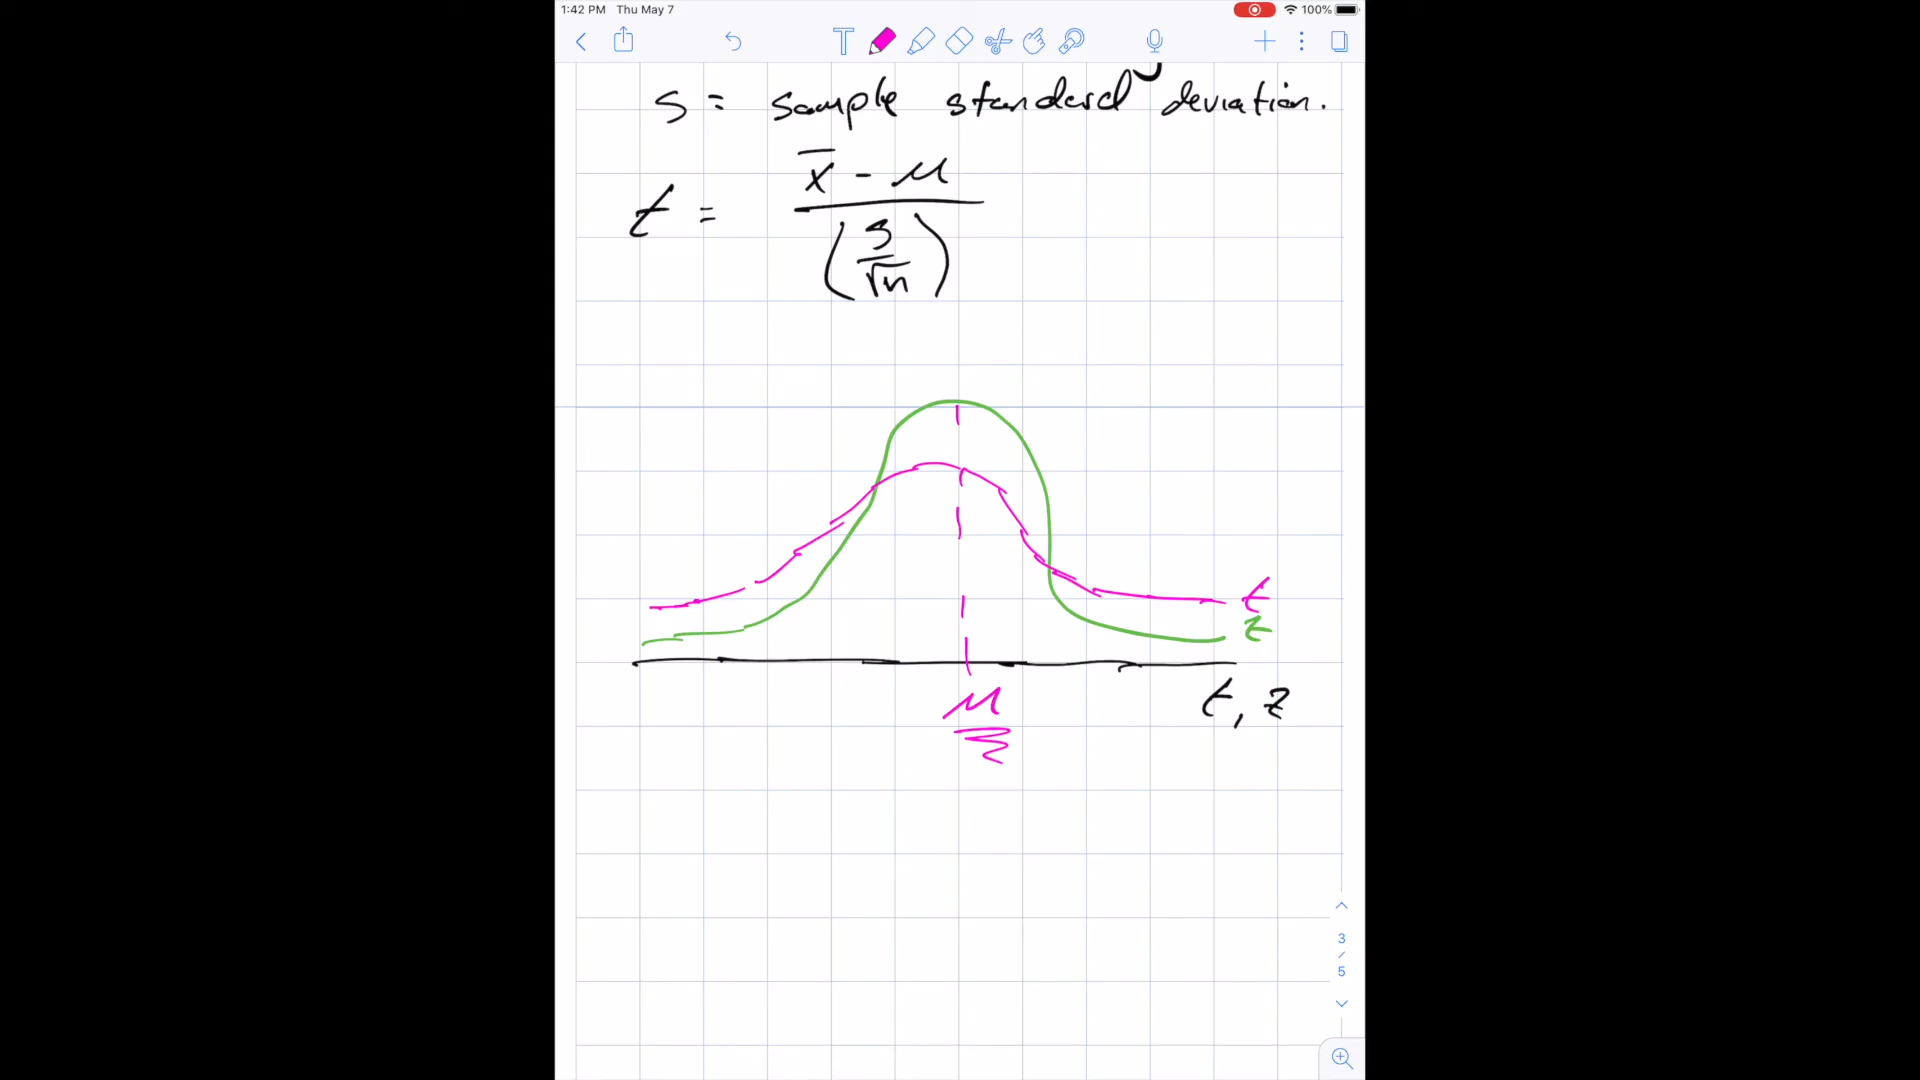 1:42 PM Thu May 7
100%
T
s = sample standard deviation.
t = x̄ - μ / (s/√n)
t
z
μ
t, z
3
/
5